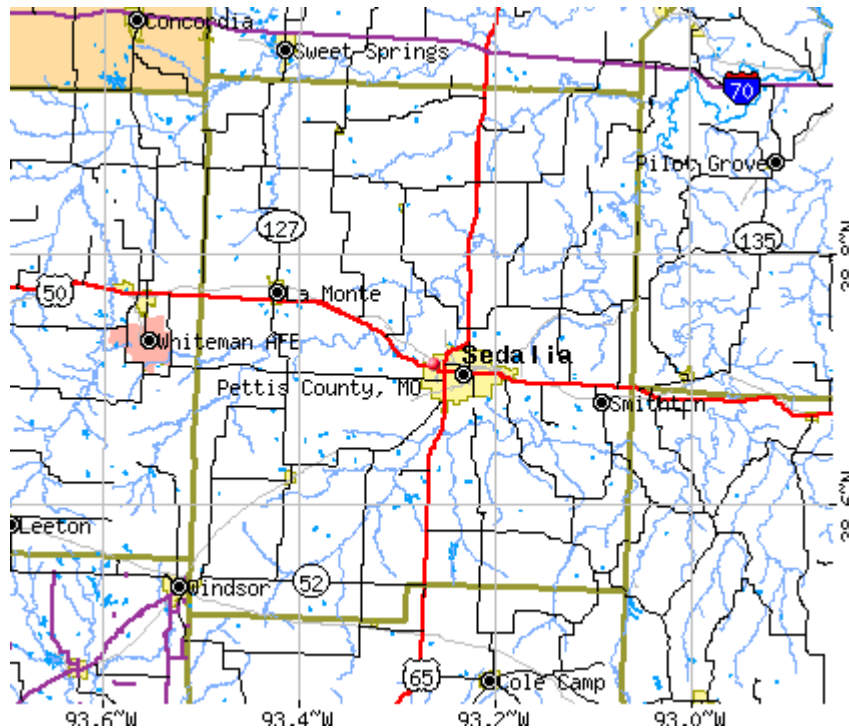 Concordia
Sweet Springs
70
Pilot Grove
127
135
50
La Monte
Whiteman AFB
Sedalia
Pettis County, MO
Smithton
Leeton
Windsor
52
65
Cole Camp
93.6°W
93.4°W
93.2°W
93.0°W